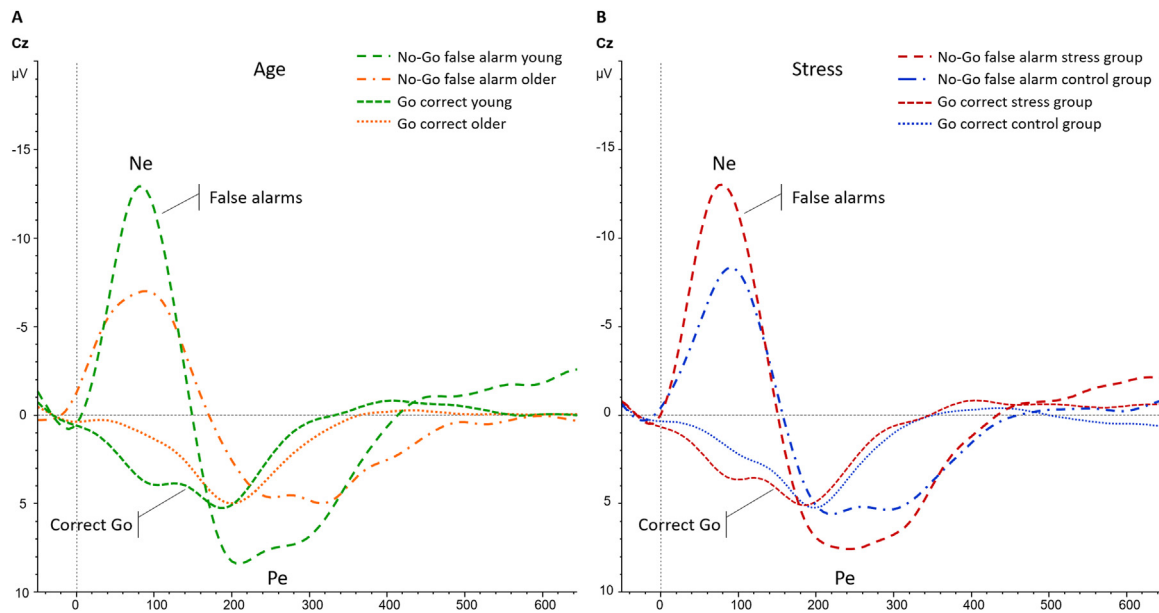 A
Cz
µV
Age
No-Go false alarm young
No-Go false alarm older
Go correct young
Go correct older
-15
Ne
False alarms
-10
-5
0
5
Correct Go
Pe
10
0 100 200 300 400 500 600
B
Cz
µV
Stress
No-Go false alarm stress group
No-Go false alarm control group
Go correct stress group
Go correct control group
-15
Ne
False alarms
-10
-5
0
5
Correct Go
Pe
10
0 100 200 300 400 500 600